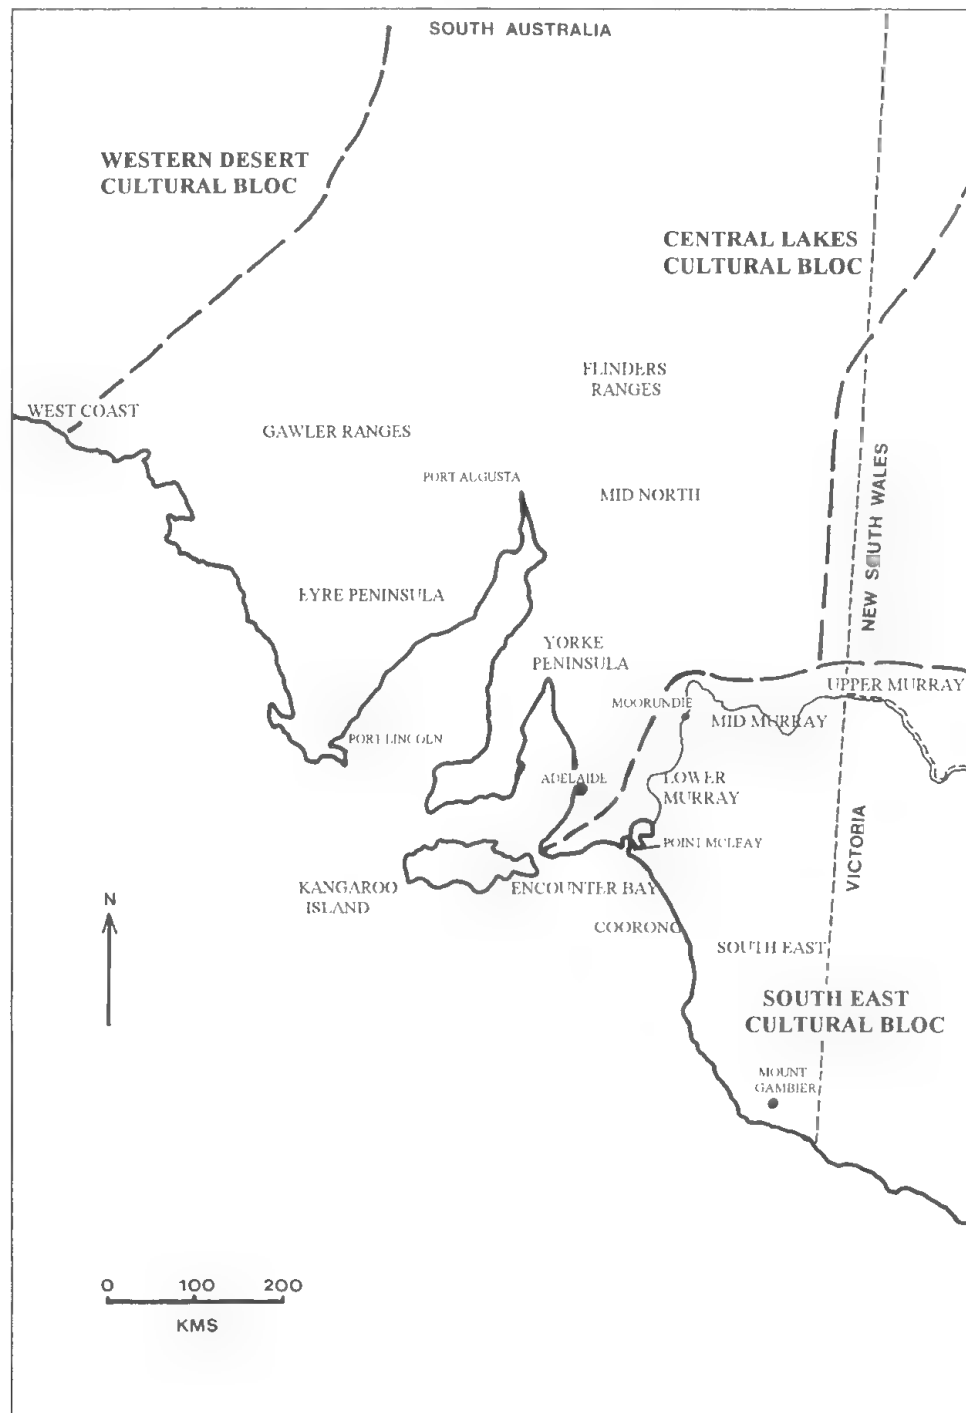 SOUTH AUSTRALIA
WESTERN DESERT
CULTURAL BLOC
CENTRAL LAKES
CULTURAL BLOC
FLINDERS
RANGES
WEST COAST
GAWLER RANGES
PORT AUGUSTA
MID NORTH
NEW SOUTH WALES
EYRE PENINSULA
YORKE
PENINSULA
UPPER MURRAY
MOORUNDIE
MID MURRAY
PORT LINCOLN
ADELAIDE
LOWER
MURRAY
VICTORIA
POINT MCLEAY
KANGAROO
ISLAND
ENCOUNTER BAY
N
COORONG
SOUTH EAST
SOUTH EAST
CULTURAL BLOC
MOUNT
GAMBIER
0 100 200
KMS